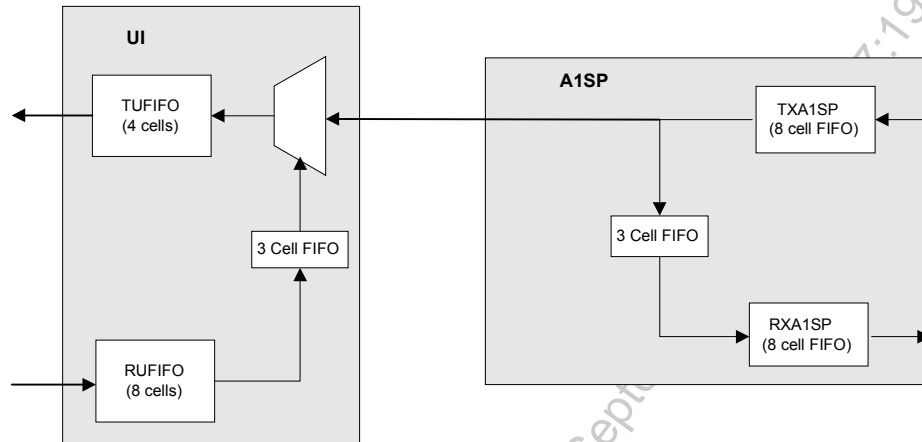 UI
A1SP
TUFIFO
(4 cells)
TXA1SP
(8 cell FIFO)
3 Cell FIFO
3 Cell FIFO
RXA1SP
(8 cell FIFO)
RUFIFO
(8 cells)